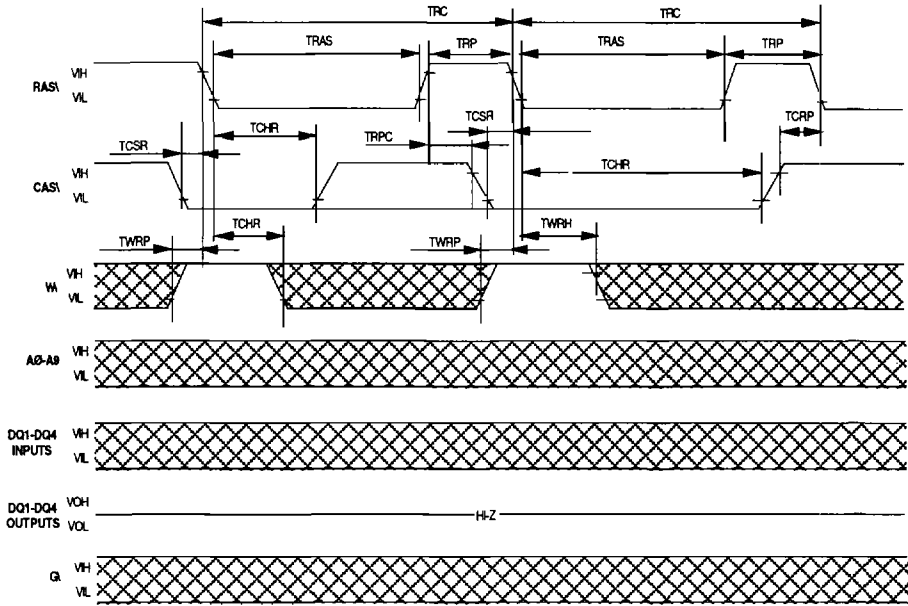 TRC TRC
TRAS TRP TRAS TRP
RAS\ VIH
VIL
TCSR TCHR TRPC TCSR TCHR TCRP
CAS\ VIH
VIL
TWRP TCHR TWRP TWRH
W\ VIH
VIL
AØ-A9 VIH
VIL
DQ1-DQ4
INPUTS
VIH
VIL
DQ1-DQ4
OUTPUTS
VOH
VOL
HI-Z
G\ VIH
VIL